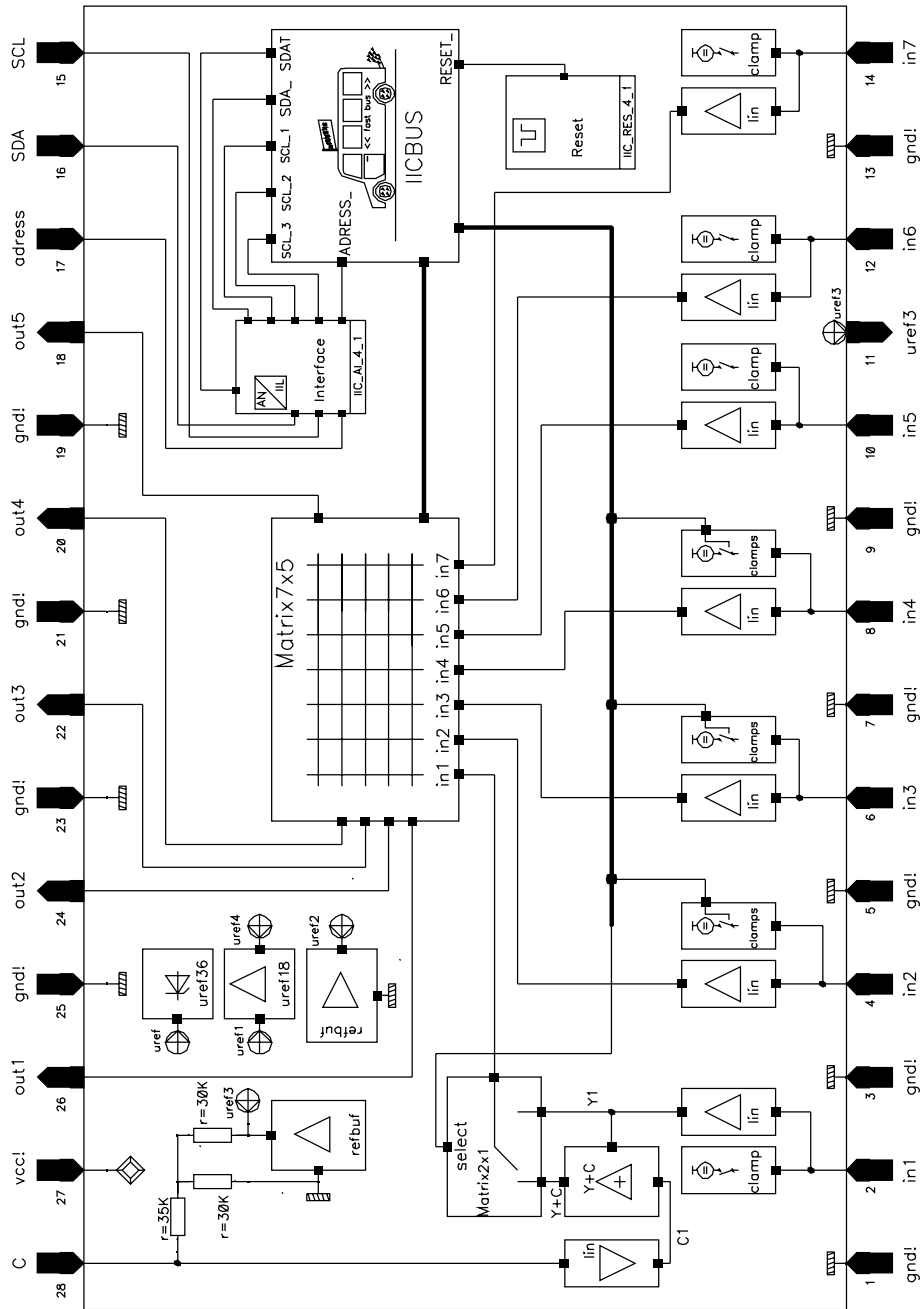 SCL
SDA
adress
out5
gnd!
out4
gnd!
out3
gnd!
out2
gnd!
out1
vcc!
C
15
16
17
18
19
20
21
22
23
24
25
26
27
28
SDAT
SDA_
SCL_1
SCL_2
SCL_3
ADRESS_
<< fast bus >>
IICBUS
RESET_
Reset
IIC_RES_4_1
AN
IIL
Interface
IIC_AI_4_1
Matrix7x5
in1
in2
in3
in4
in5
in6
in7
uref36
uref
uref18
uref1
uref4
refbuf
uref2
r=30K
uref3
refbuf
r=35K
r=30K
select
Matrix2x1
Y1
Y+C
Y+C
C1
lin
clamp
lin
clamp
lin
clamp
lin
clamps
lin
clamps
lin
clamps
lin
lin
clamp
uref3
14
13
12
11
10
9
8
7
6
5
4
3
2
1
in7
gnd!
in6
uref3
in5
gnd!
in4
gnd!
in3
gnd!
in2
gnd!
in1
gnd!